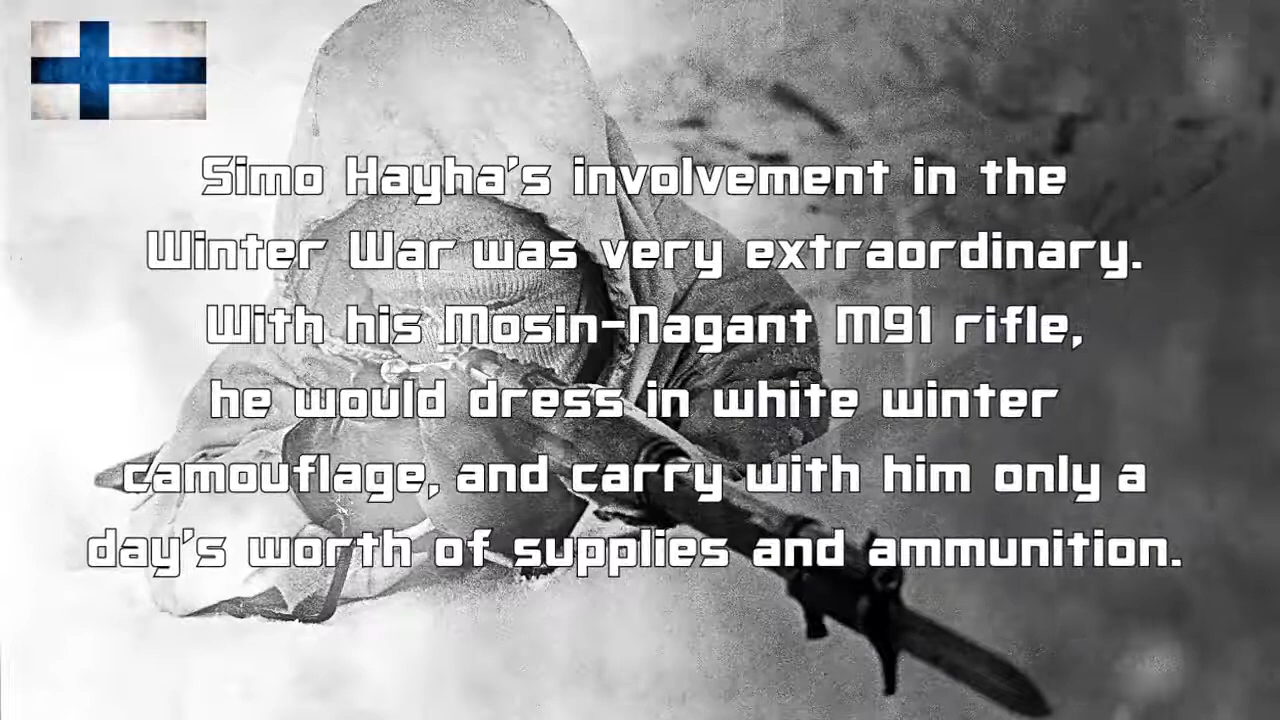 Simo Hayha's involvement in the
Winter War was very extraordinary.
With his Mosin-Nagant M91 rifle,
he would dress in white winter
camouflage, and carry with him only a
day's worth of supplies and ammunition.